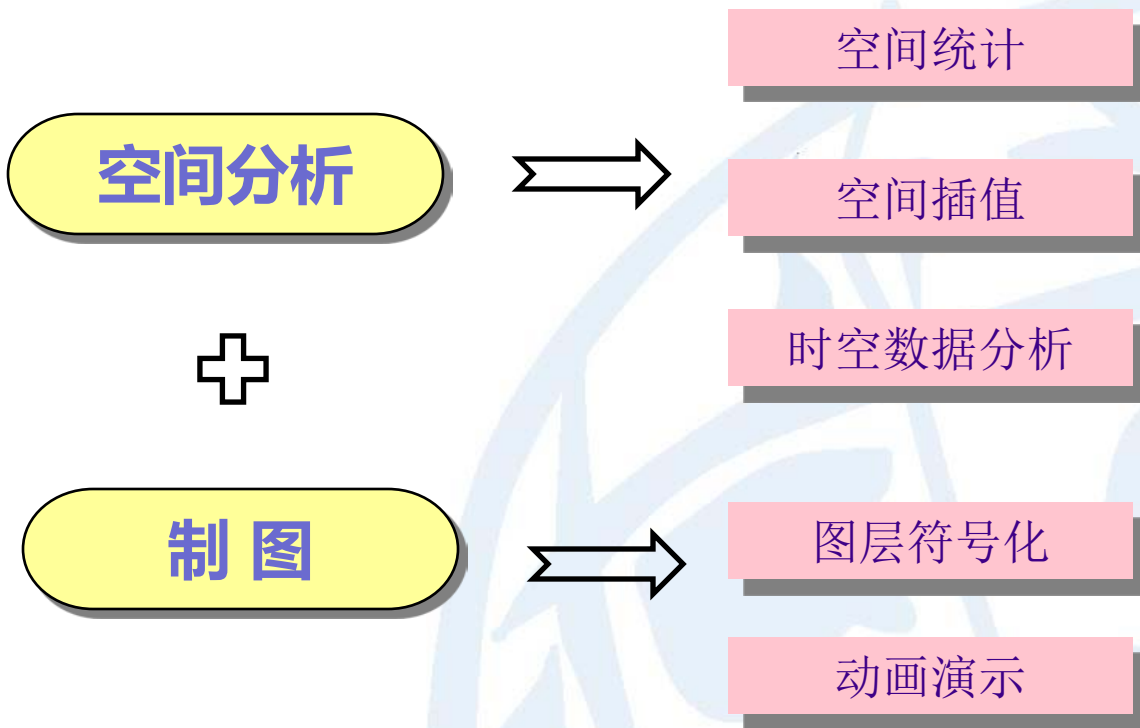 空间分析
空间统计
空间插值
时空数据分析
制 图
图层符号化
动画演示